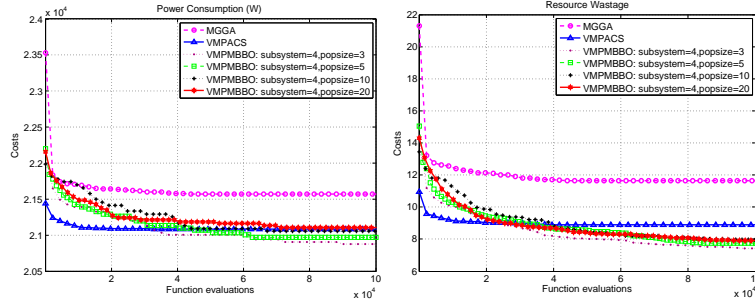 Power Consumption (W)
x 10^4
2.4
2.35
2.3
2.25
2.2
2.15
2.1
2.05
Costs
MGGA
VMPACS
VMPMBBO: subsystem=4,popsize=3
VMPMBBO: subsystem=4,popsize=5
VMPMBBO: subsystem=4,popsize=10
VMPMBBO: subsystem=4,popsize=20
2
4
6
8
10
Function evaluations
x 10^4
Resource Wastage
22
20
18
16
14
12
10
8
6
Costs
MGGA
VMPACS
VMPMBBO: subsystem=4,popsize=3
VMPMBBO: subsystem=4,popsize=5
VMPMBBO: subsystem=4,popsize=10
VMPMBBO: subsystem=4,popsize=20
2
4
6
8
10
Function evaluations
x 10^4